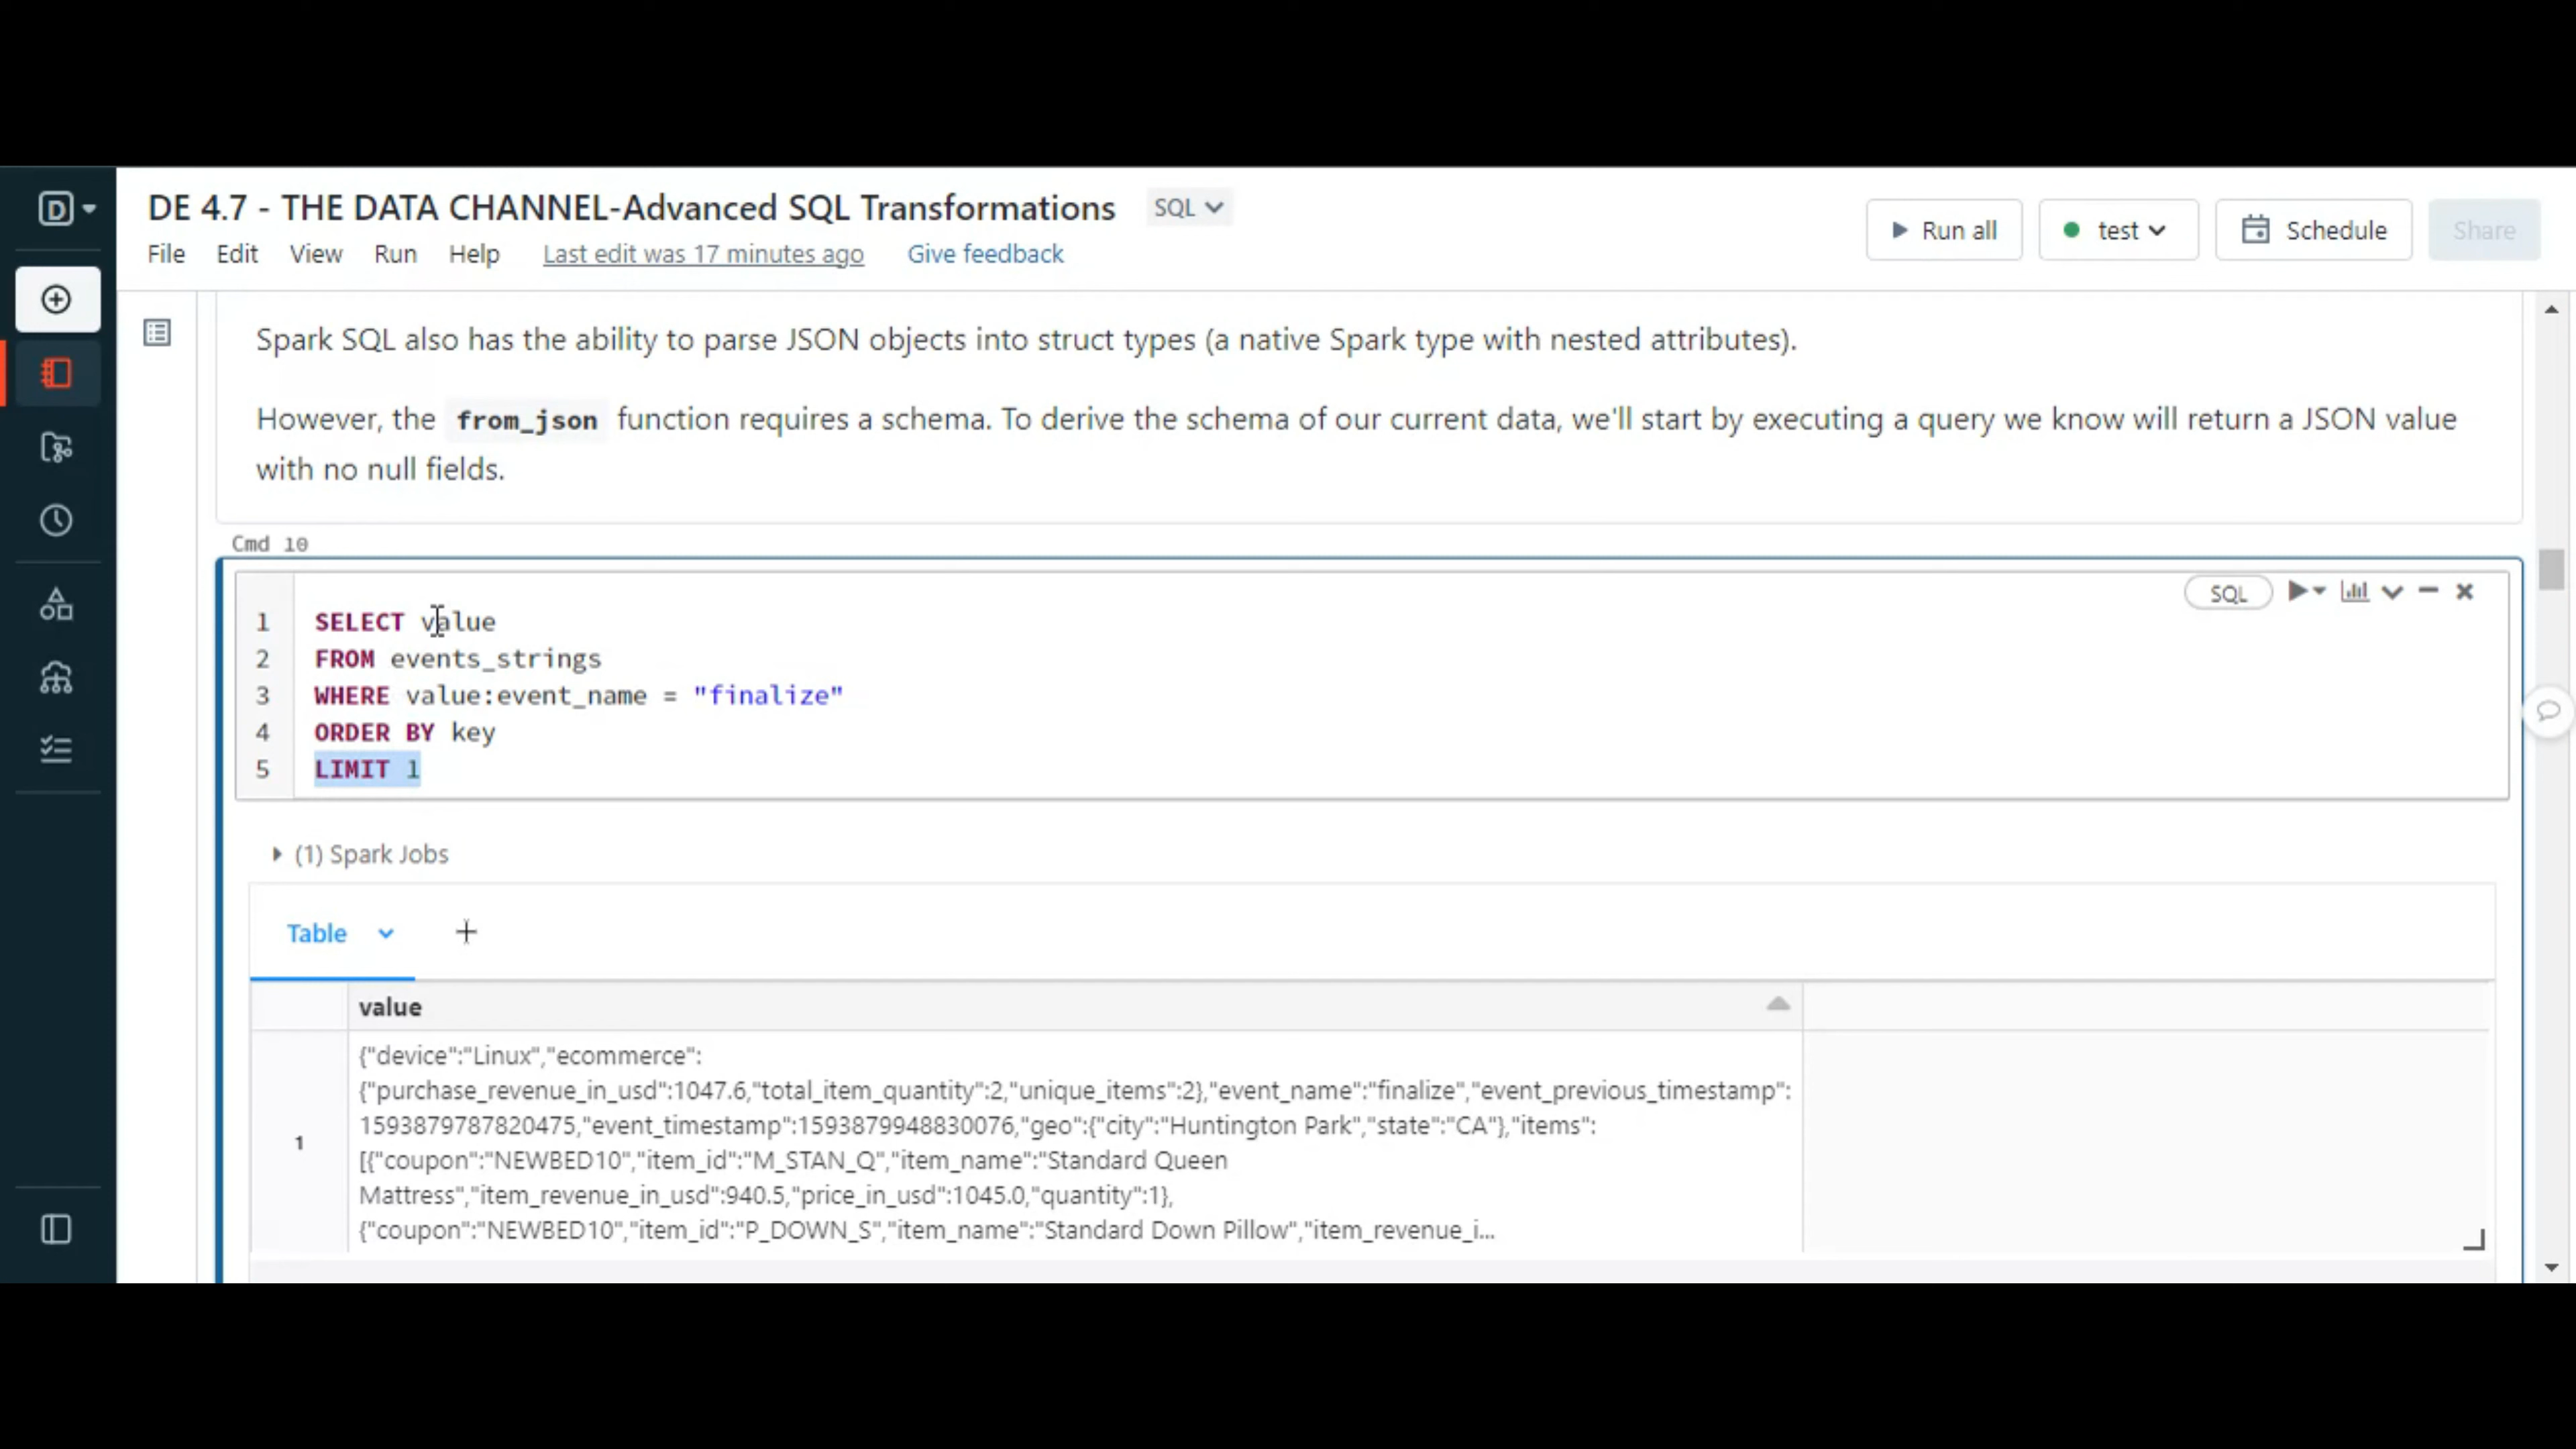 DE 4.7 - THE DATA CHANNEL-Advanced SQL Transformations SQL
File Edit View Run Help Last edit was 17 minutes ago Give feedback
Run all test Schedule Share
Spark SQL also has the ability to parse JSON objects into struct types (a native Spark type with nested attributes).
However, the from_json function requires a schema. To derive the schema of our current data, we'll start by executing a query we know will return a JSON value
with no null fields.
Cmd 10
SQL
1 SELECT value
2 FROM events_strings
3 WHERE value:event_name = "finalize"
4 ORDER BY key
5 LIMIT 1
(1) Spark Jobs
Table +
value
{"device":"Linux","ecommerce":
{"purchase_revenue_in_usd":1047.6,"total_item_quantity":2,"unique_items":2},"event_name":"finalize","event_previous_timestamp":
1593879787820475,"event_timestamp":1593879948830076,"geo":{"city":"Huntington Park","state":"CA"},"items":
1
[{"coupon":"NEWBED10","item_id":"M_STAN_Q","item_name":"Standard Queen
Mattress","item_revenue_in_usd":940.5,"price_in_usd":1045.0,"quantity":1},
{"coupon":"NEWBED10","item_id":"P_DOWN_S","item_name":"Standard Down Pillow","item_revenue_i...